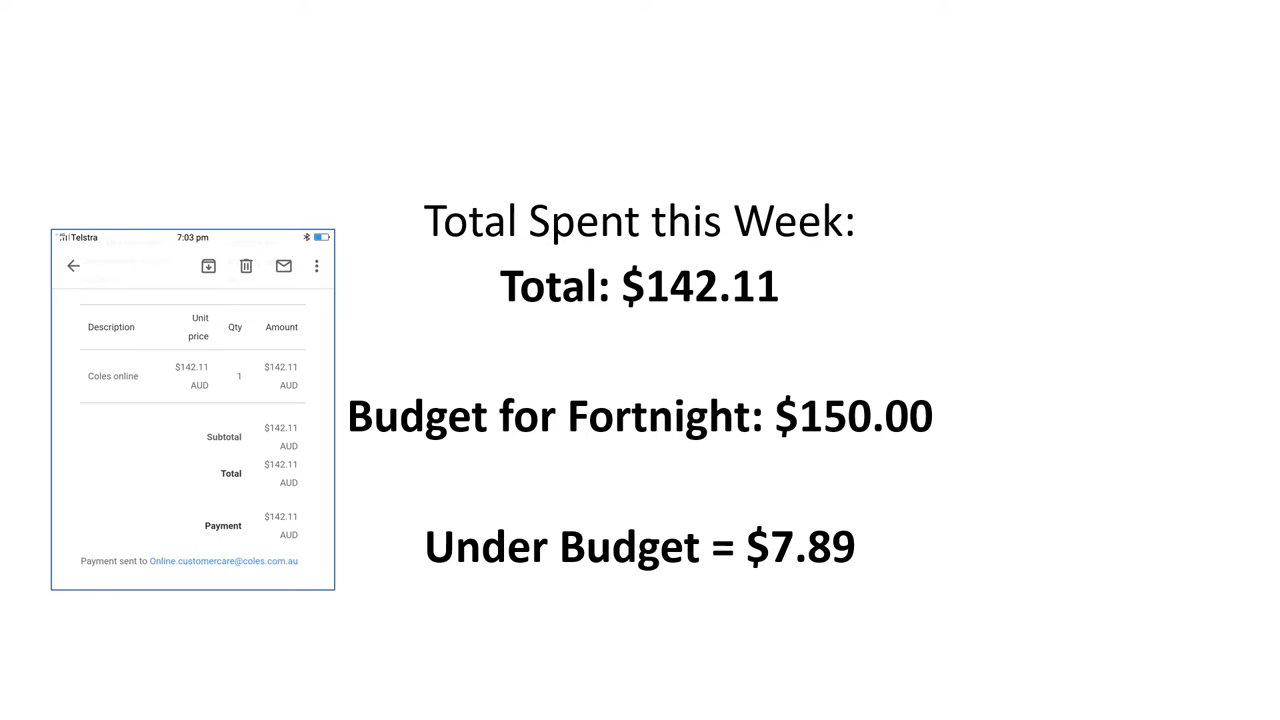 Total Spent this Week:
Total: $142.11
Budget for Fortnight: $150.00
Under Budget = $7.89
Telstra 7:03 pm
Description Unit price Qty Amount
Coles online $142.11 AUD 1 $142.11 AUD
Subtotal $142.11 AUD
Total $142.11 AUD
Payment $142.11 AUD
Payment sent to Online.customercare@coles.com.au